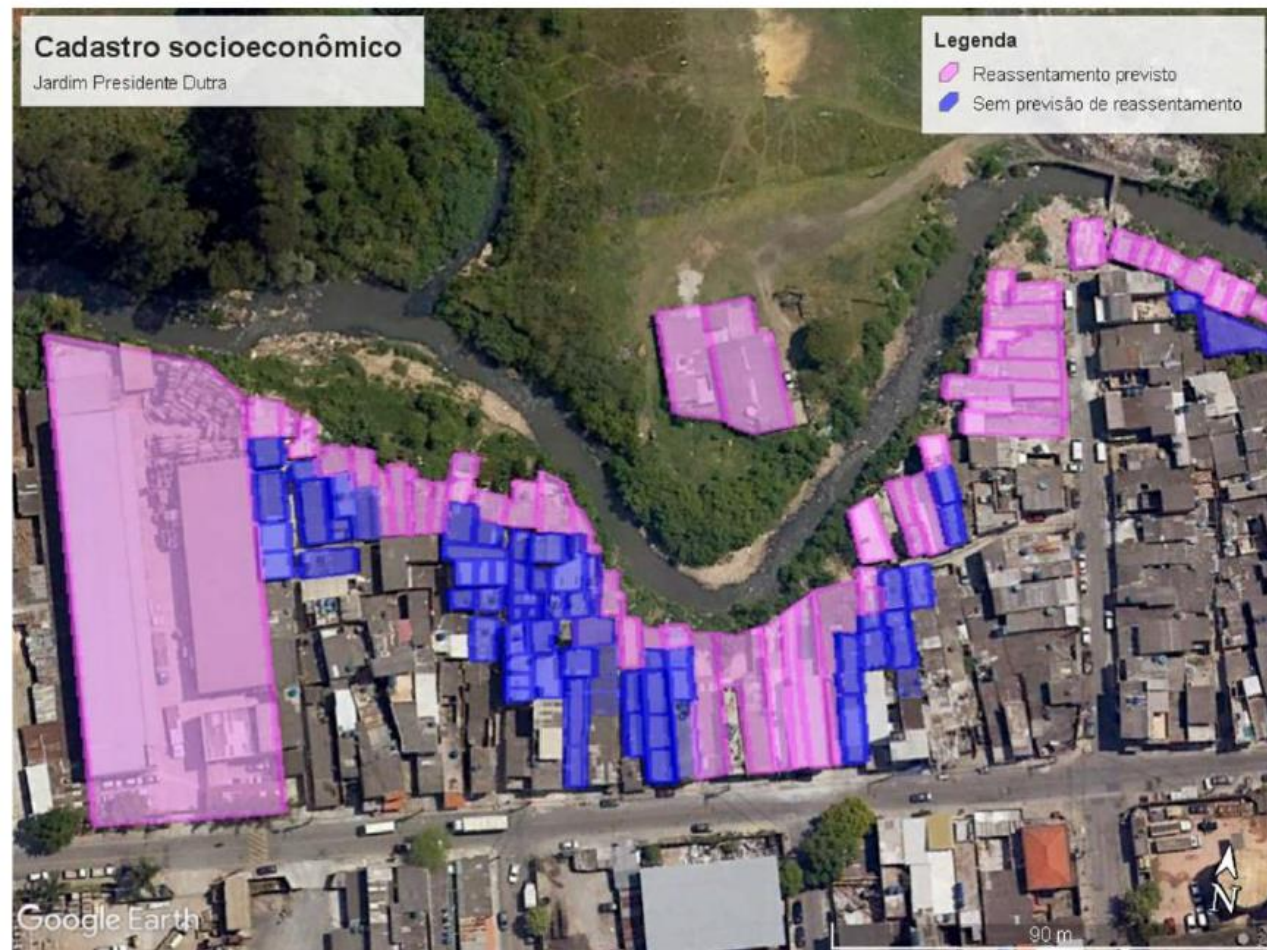 Cadastro socioeconômico
Jardim Presidente Dutra
Legenda
Reassentamento previsto
Sem previsão de reassentamento
Google Earth
N
90 m